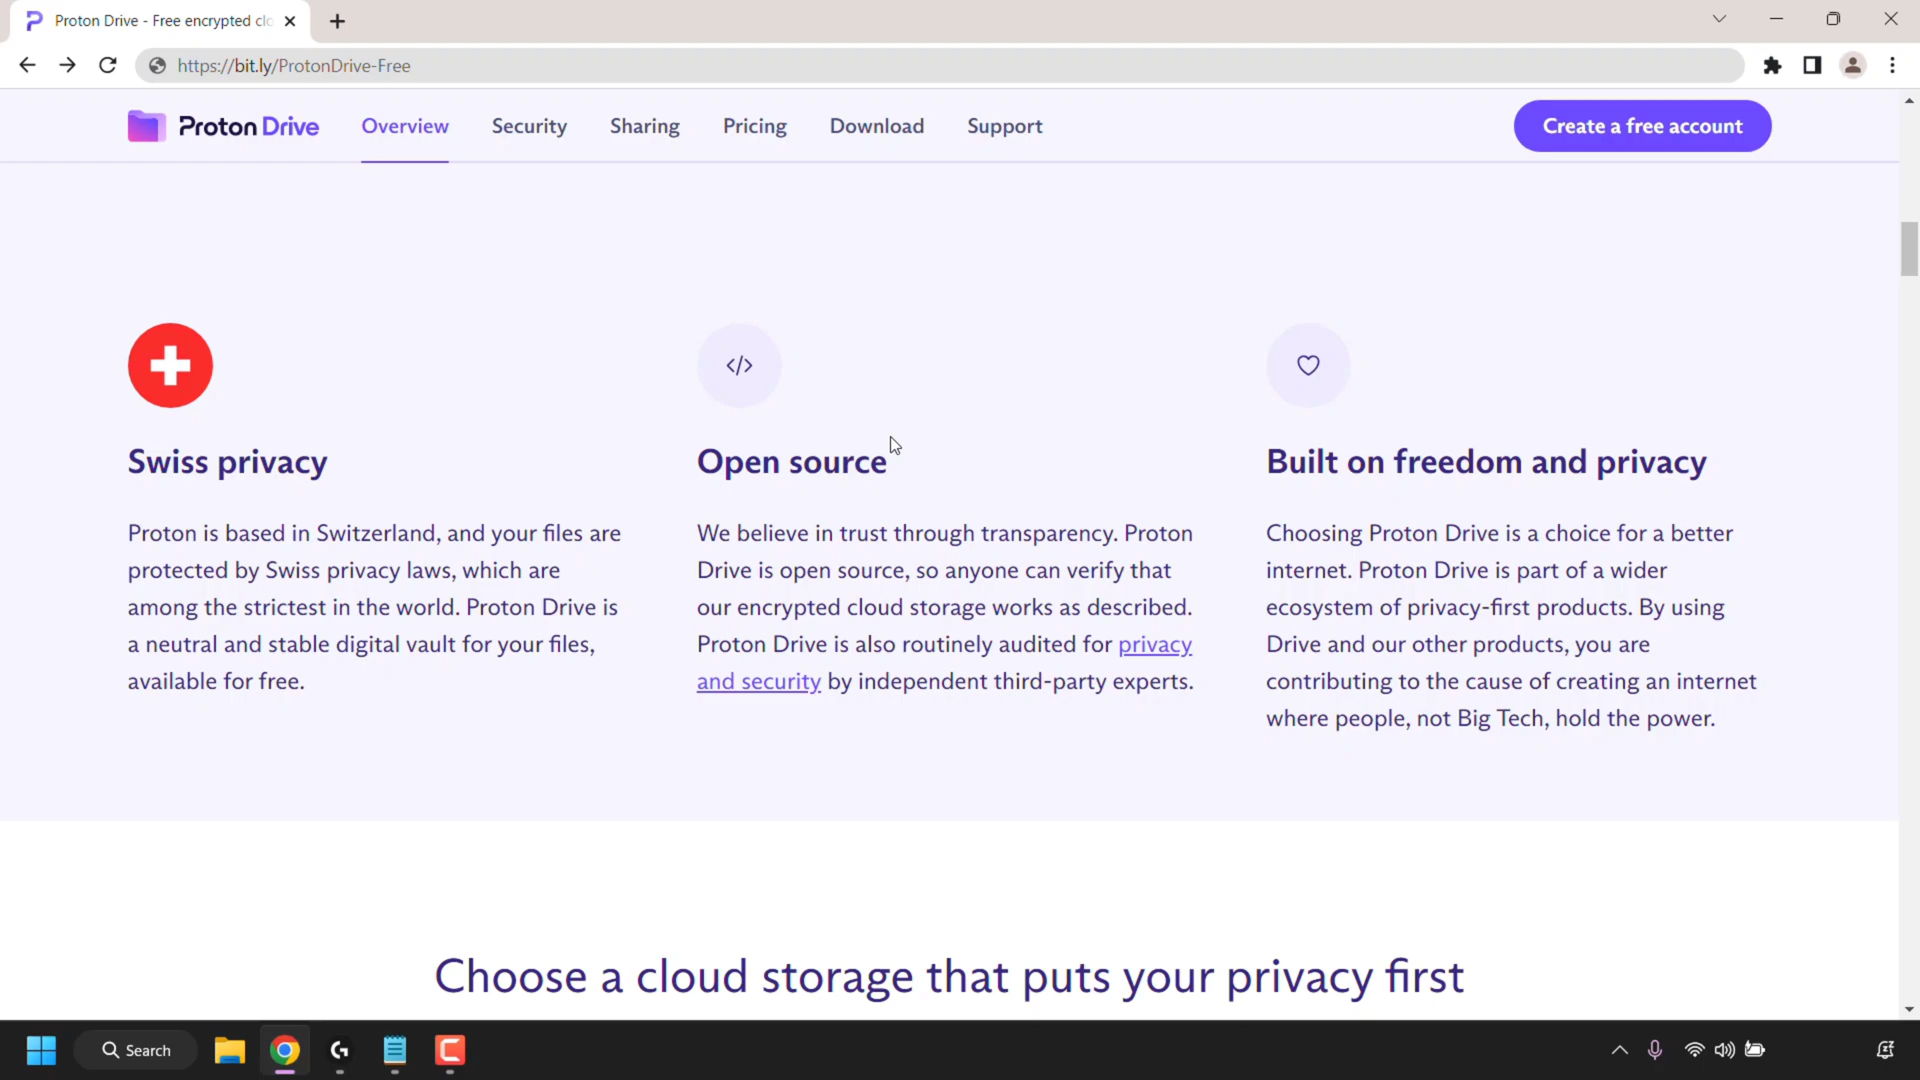 Proton Drive - Free encrypted clo
https://bit.ly/ProtonDrive-Free
Proton Drive
Overview
Security
Sharing
Pricing
Download
Support
Create a free account
</>
Swiss privacy
Proton is based in Switzerland, and your files are
protected by Swiss privacy laws, which are
among the strictest in the world. Proton Drive is
a neutral and stable digital vault for your files,
available for free.
Open source
We believe in trust through transparency. Proton
Drive is open source, so anyone can verify that
our encrypted cloud storage works as described.
Proton Drive is also routinely audited for privacy
and security by independent third-party experts.
Built on freedom and privacy
Choosing Proton Drive is a choice for a better
internet. Proton Drive is part of a wider
ecosystem of privacy-first products. By using
Drive and our other products, you are
contributing to the cause of creating an internet
where people, not Big Tech, hold the power.
Choose a cloud storage that puts your privacy first
Search